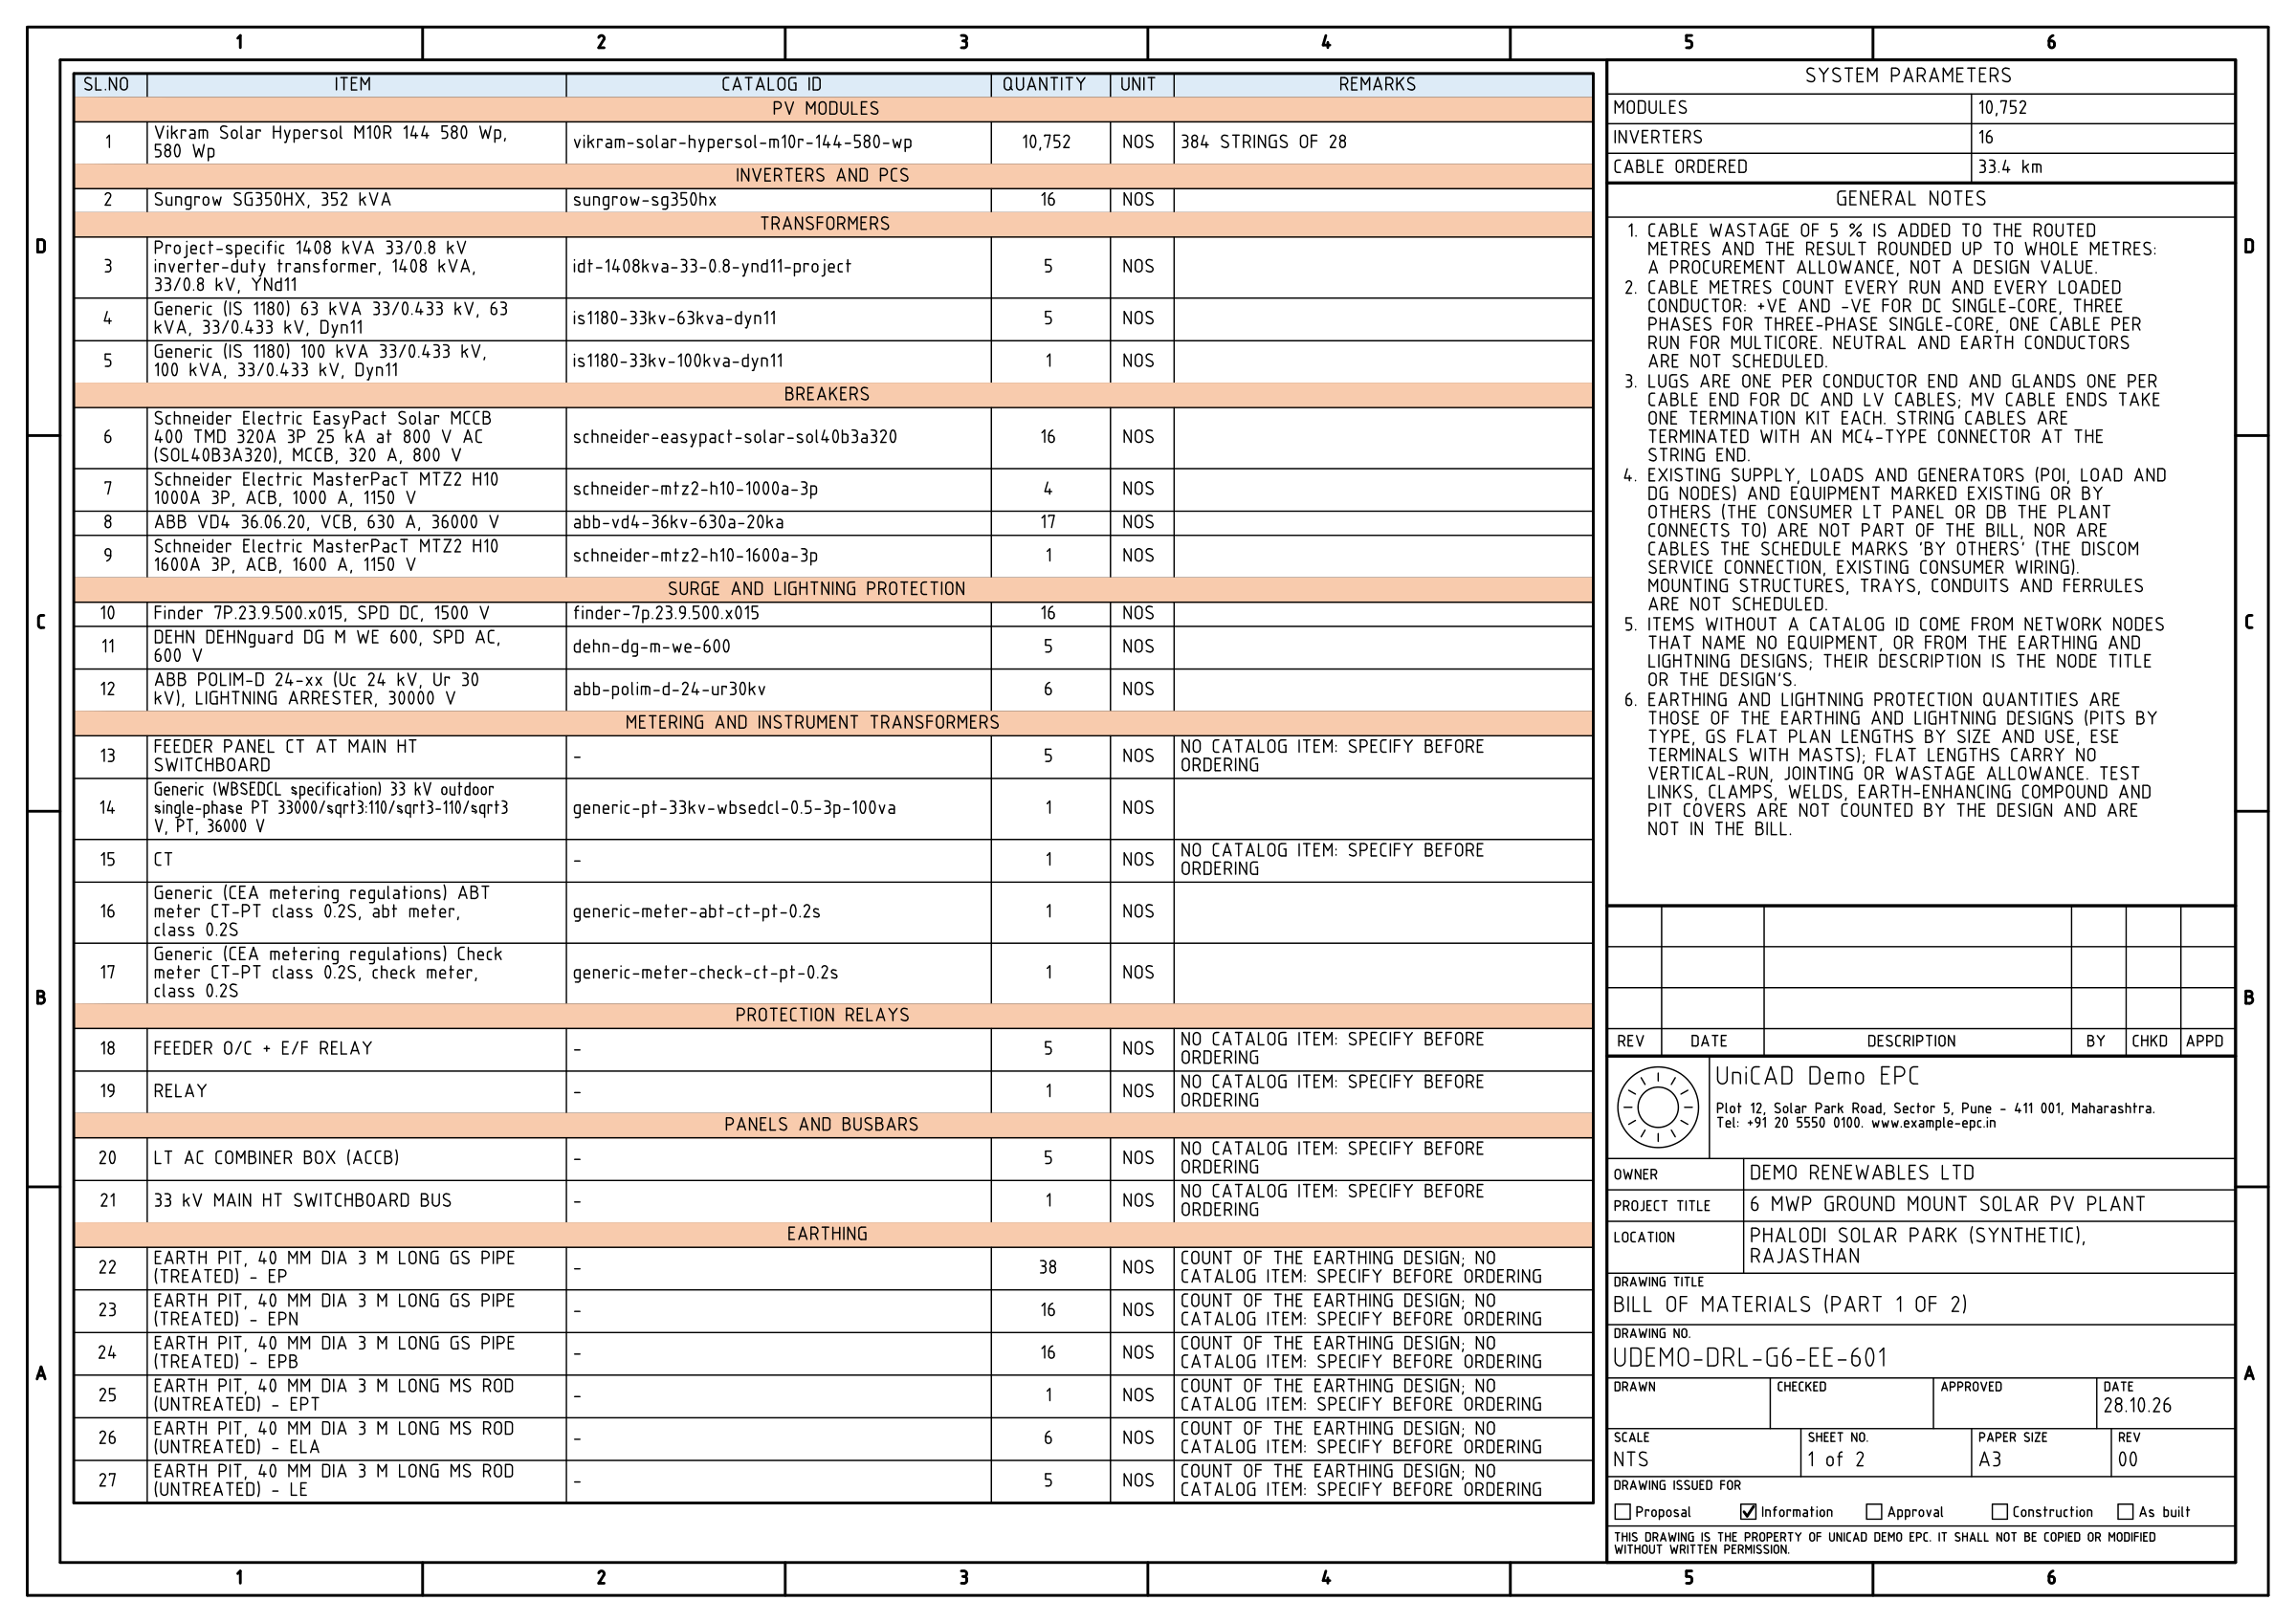 1 2 3 4 5 6
SL.NO ITEM CATALOG ID QUANTITY UNIT REMARKS
PV MODULES
1 Vikram Solar Hypersol M10R 144 580 Wp, 580 Wp vikram-solar-hypersol-m10r-144-580-wp 10,752 NOS 384 STRINGS OF 28
INVERTERS AND PCS
2 Sungrow SG350HX, 352 kVA sungrow-sg350hx 16 NOS
TRANSFORMERS
3 Project-specific 1408 kVA 33/0.8 kV inverter-duty transformer, 1408 kVA, 33/0.8 kV, YNd11 idt-1408kva-33-0.8-ynd11-project 5 NOS
4 Generic (IS 1180) 63 kVA 33/0.433 kV, 63 kVA, 33/0.433 kV, Dyn11 is1180-33kv-63kva-dyn11 5 NOS
5 Generic (IS 1180) 100 kVA 33/0.433 kV, 100 kVA, 33/0.433 kV, Dyn11 is1180-33kv-100kva-dyn11 1 NOS
BREAKERS
6 Schneider Electric EasyPact Solar MCCB 400 TMD 320A 3P 25 kA at 800 V AC (SOL40B3A320), MCCB, 320 A, 800 V schneider-easypact-solar-sol40b3a320 16 NOS
7 Schneider Electric MasterPacT MTZ2 H10 1000A 3P, ACB, 1000 A, 1150 V schneider-mtz2-h10-1000a-3p 4 NOS
8 ABB VD4 36.06.20, VCB, 630 A, 36000 V abb-vd4-36kv-630a-20ka 17 NOS
9 Schneider Electric MasterPacT MTZ2 H10 1600A 3P, ACB, 1600 A, 1150 V schneider-mtz2-h10-1600a-3p 1 NOS
SURGE AND LIGHTNING PROTECTION
10 Finder 7P.23.9.500.x015, SPD DC, 1500 V finder-7p.23.9.500.x015 16 NOS
11 DEHN DEHNguard DG M WE 600, SPD AC, 600 V dehn-dg-m-we-600 5 NOS
12 ABB POLIM-D 24-xx (Uc 24 kV, Ur 30 kV), LIGHTNING ARRESTER, 30000 V abb-polim-d-24-ur30kv 6 NOS
METERING AND INSTRUMENT TRANSFORMERS
13 FEEDER PANEL CT AT MAIN HT SWITCHBOARD - 5 NOS NO CATALOG ITEM: SPECIFY BEFORE ORDERING
14 Generic (WBSEDCL specification) 33 kV outdoor single-phase PT 33000/sqrt3:110/sqrt3-110/sqrt3 V, PT, 36000 V generic-pt-33kv-wbsedcl-0.5-3p-100va 1 NOS
15 CT - 1 NOS NO CATALOG ITEM: SPECIFY BEFORE ORDERING
16 Generic (CEA metering regulations) ABT meter CT-PT class 0.2S, abt meter, class 0.2S generic-meter-abt-ct-pt-0.2s 1 NOS
17 Generic (CEA metering regulations) Check meter CT-PT class 0.2S, check meter, class 0.2S generic-meter-check-ct-pt-0.2s 1 NOS
PROTECTION RELAYS
18 FEEDER O/C + E/F RELAY - 5 NOS NO CATALOG ITEM: SPECIFY BEFORE ORDERING
19 RELAY - 1 NOS NO CATALOG ITEM: SPECIFY BEFORE ORDERING
PANELS AND BUSBARS
20 LT AC COMBINER BOX (ACCB) - 5 NOS NO CATALOG ITEM: SPECIFY BEFORE ORDERING
21 33 kV MAIN HT SWITCHBOARD BUS - 1 NOS NO CATALOG ITEM: SPECIFY BEFORE ORDERING
EARTHING
22 EARTH PIT, 40 MM DIA 3 M LONG GS PIPE (TREATED) - EP - 38 NOS COUNT OF THE EARTHING DESIGN; NO CATALOG ITEM: SPECIFY BEFORE ORDERING
23 EARTH PIT, 40 MM DIA 3 M LONG GS PIPE (TREATED) - EPN - 16 NOS COUNT OF THE EARTHING DESIGN; NO CATALOG ITEM: SPECIFY BEFORE ORDERING
24 EARTH PIT, 40 MM DIA 3 M LONG GS PIPE (TREATED) - EPB - 16 NOS COUNT OF THE EARTHING DESIGN; NO CATALOG ITEM: SPECIFY BEFORE ORDERING
25 EARTH PIT, 40 MM DIA 3 M LONG MS ROD (UNTREATED) - EPT - 1 NOS COUNT OF THE EARTHING DESIGN; NO CATALOG ITEM: SPECIFY BEFORE ORDERING
26 EARTH PIT, 40 MM DIA 3 M LONG MS ROD (UNTREATED) - ELA - 6 NOS COUNT OF THE EARTHING DESIGN; NO CATALOG ITEM: SPECIFY BEFORE ORDERING
27 EARTH PIT, 40 MM DIA 3 M LONG MS ROD (UNTREATED) - LE - 5 NOS COUNT OF THE EARTHING DESIGN; NO CATALOG ITEM: SPECIFY BEFORE ORDERING
SYSTEM PARAMETERS
MODULES 10,752
INVERTERS 16
CABLE ORDERED 33.4 km
GENERAL NOTES
1. CABLE WASTAGE OF 5 % IS ADDED TO THE ROUTED
METRES AND THE RESULT ROUNDED UP TO WHOLE METRES:
A PROCUREMENT ALLOWANCE, NOT A DESIGN VALUE.
2. CABLE METRES COUNT EVERY RUN AND EVERY LOADED
CONDUCTOR: +VE AND -VE FOR DC SINGLE-CORE, THREE
PHASES FOR THREE-PHASE SINGLE-CORE, ONE CABLE PER
RUN FOR MULTICORE. NEUTRAL AND EARTH CONDUCTORS
ARE NOT SCHEDULED.
3. LUGS ARE ONE PER CONDUCTOR END AND GLANDS ONE PER
CABLE END FOR DC AND LV CABLES; MV CABLE ENDS TAKE
ONE TERMINATION KIT EACH. STRING CABLES ARE
TERMINATED WITH AN MC4-TYPE CONNECTOR AT THE
STRING END.
4. EXISTING SUPPLY, LOADS AND GENERATORS (POI, LOAD AND
DG NODES) AND EQUIPMENT MARKED EXISTING OR BY
OTHERS (THE CONSUMER LT PANEL OR DB THE PLANT
CONNECTS TO) ARE NOT PART OF THE BILL, NOR ARE
CABLES THE SCHEDULE MARKS 'BY OTHERS' (THE DISCOM
SERVICE CONNECTION, EXISTING CONSUMER WIRING).
MOUNTING STRUCTURES, TRAYS, CONDUITS AND FERRULES
ARE NOT SCHEDULED.
5. ITEMS WITHOUT A CATALOG ID COME FROM NETWORK NODES
THAT NAME NO EQUIPMENT, OR FROM THE EARTHING AND
LIGHTNING DESIGNS; THEIR DESCRIPTION IS THE NODE TITLE
OR THE DESIGN'S.
6. EARTHING AND LIGHTNING PROTECTION QUANTITIES ARE
THOSE OF THE EARTHING AND LIGHTNING DESIGNS (PITS BY
TYPE, GS FLAT PLAN LENGTHS BY SIZE AND USE, ESE
TERMINALS WITH MASTS); FLAT LENGTHS CARRY NO
VERTICAL-RUN, JOINTING OR WASTAGE ALLOWANCE. TEST
LINKS, CLAMPS, WELDS, EARTH-ENHANCING COMPOUND AND
PIT COVERS ARE NOT COUNTED BY THE DESIGN AND ARE
NOT IN THE BILL.
REV DATE DESCRIPTION BY CHKD APPD
UniCAD Demo EPC
Plot 12, Solar Park Road, Sector 5, Pune - 411 001, Maharashtra.
Tel: +91 20 5550 0100. www.example-epc.in
OWNER DEMO RENEWABLES LTD
PROJECT TITLE 6 MWP GROUND MOUNT SOLAR PV PLANT
LOCATION PHALODI SOLAR PARK (SYNTHETIC),
RAJASTHAN
DRAWING TITLE
BILL OF MATERIALS (PART 1 OF 2)
DRAWING NO.
UDEMO-DRL-G6-EE-601
DRAWN CHECKED APPROVED DATE
28.10.26
SCALE SHEET NO. PAPER SIZE REV
NTS 1 of 2 A3 00
DRAWING ISSUED FOR
Proposal Information Approval Construction As built
THIS DRAWING IS THE PROPERTY OF UNICAD DEMO EPC. IT SHALL NOT BE COPIED OR MODIFIED
WITHOUT WRITTEN PERMISSION.
D D
C C
B B
A A
1 2 3 4 5 6